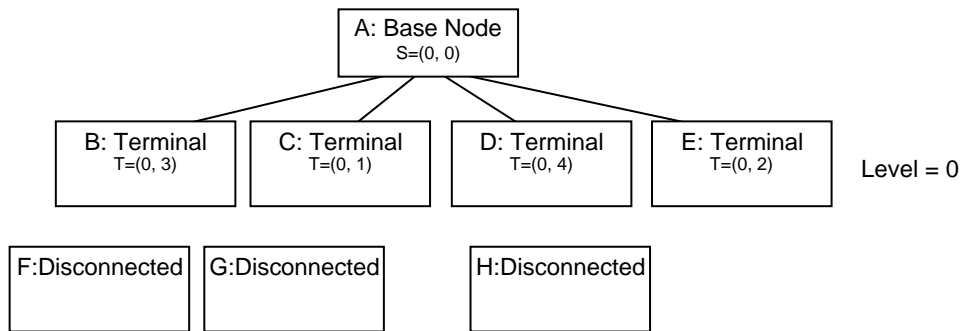 A: Base Node
S=(0, 0)
B: Terminal
T=(0, 3)
C: Terminal
T=(0, 1)
D: Terminal
T=(0, 4)
E: Terminal
T=(0, 2)
Level = 0
F:Disconnected
G:Disconnected
H:Disconnected